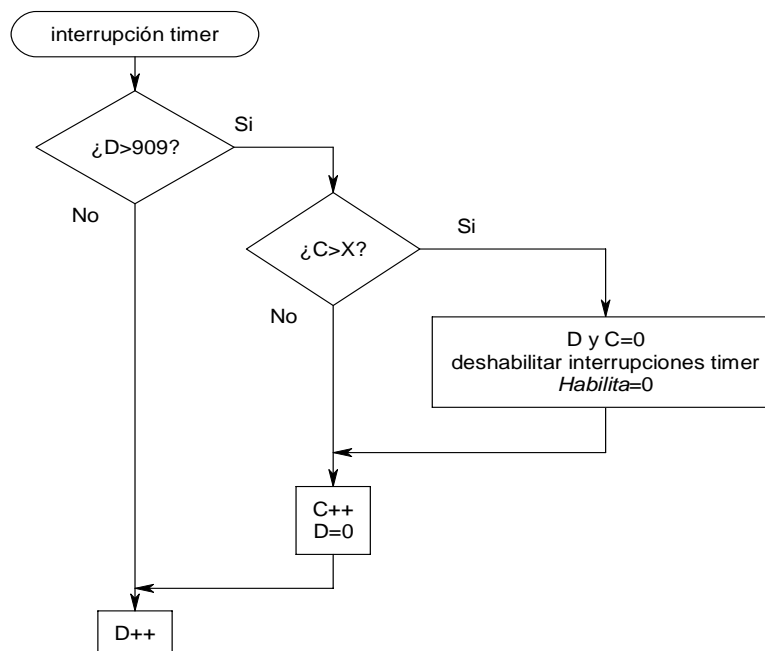 interrupción timer
Si
¿D>909?
No
Si
¿C>X?
No
D y C=0
deshabilitar interrupciones timer
Habilita=0
C++
D=0
D++